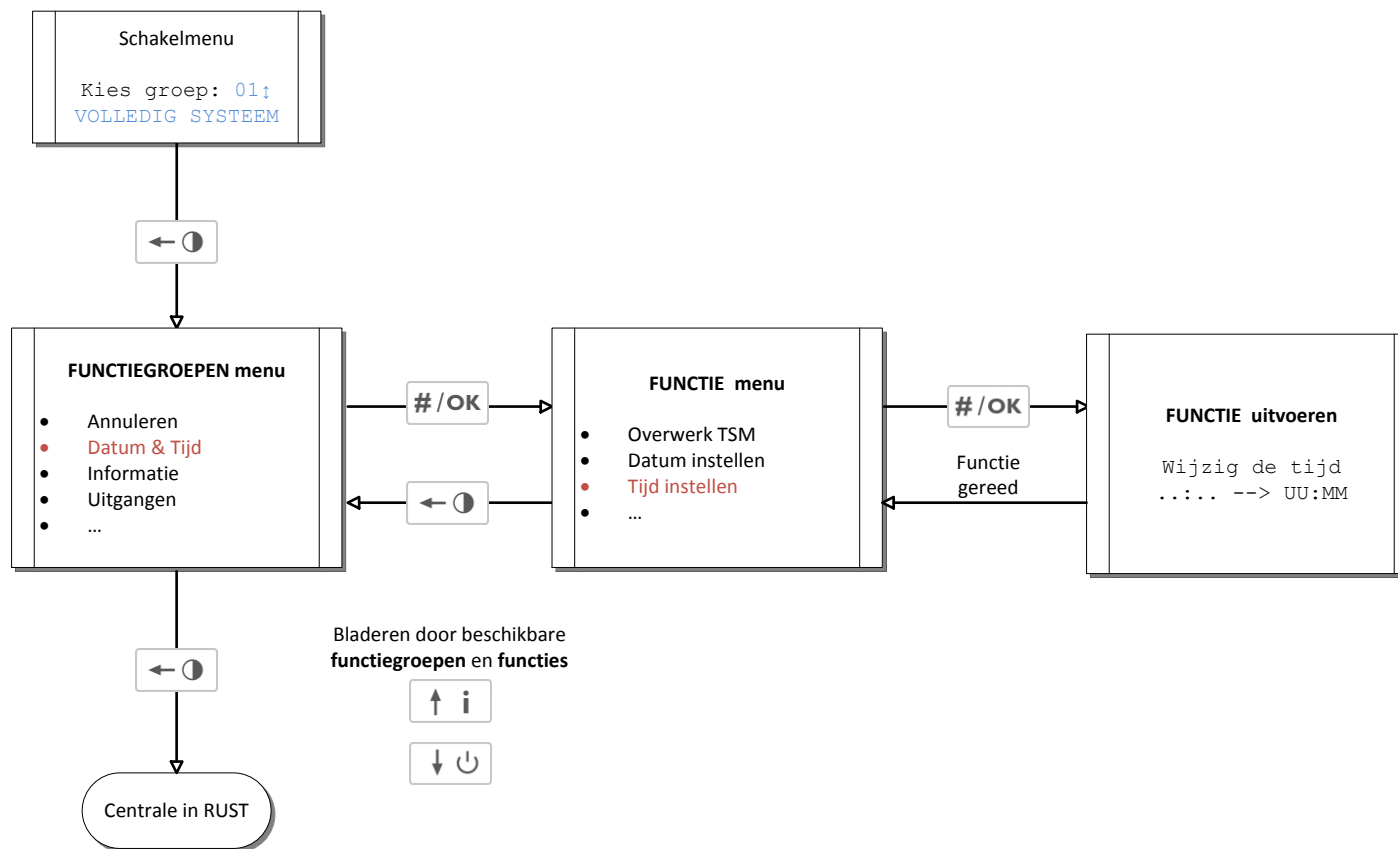 Schakelmenu
Kies groep: 01↕
VOLLEDIG SYSTEEM
FUNCTIEGROEPEN menu
• Annuleren
• Datum & Tijd
• Informatie
• Uitgangen
• …
#/OK
FUNCTIE menu
• Overwerk TSM
• Datum instellen
• Tijd instellen
• …
#/OK
Functie
gereed
FUNCTIE uitvoeren
Wijzig de tijd
..:.. --> UU:MM
Bladeren door beschikbare
functiegroepen en functies
i
Centrale in RUST